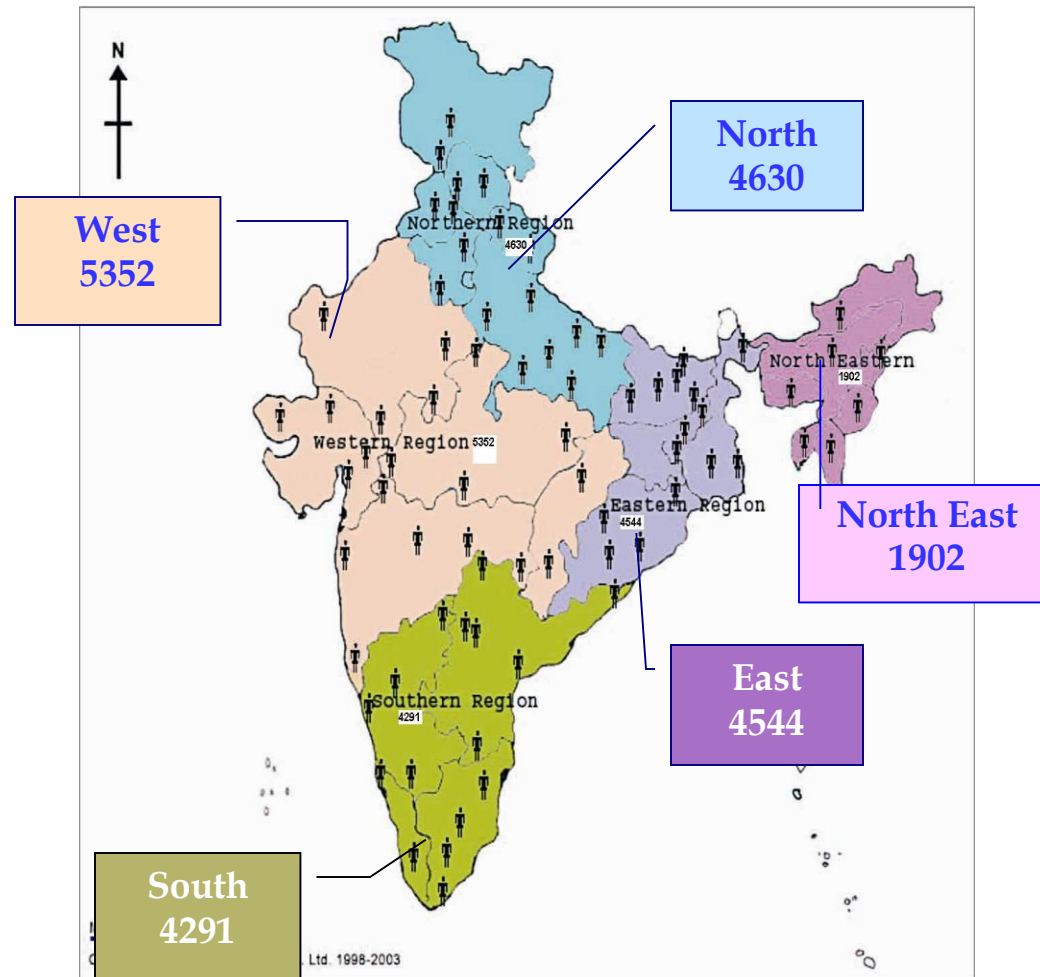 N
North
4630
West
5352
Northern Region
4630
North Eastern
1902
Western Region
5352
Eastern Region
4544
North East
1902
East
4544
Southern Region
4291
South
4291
Ltd. 1998-2003